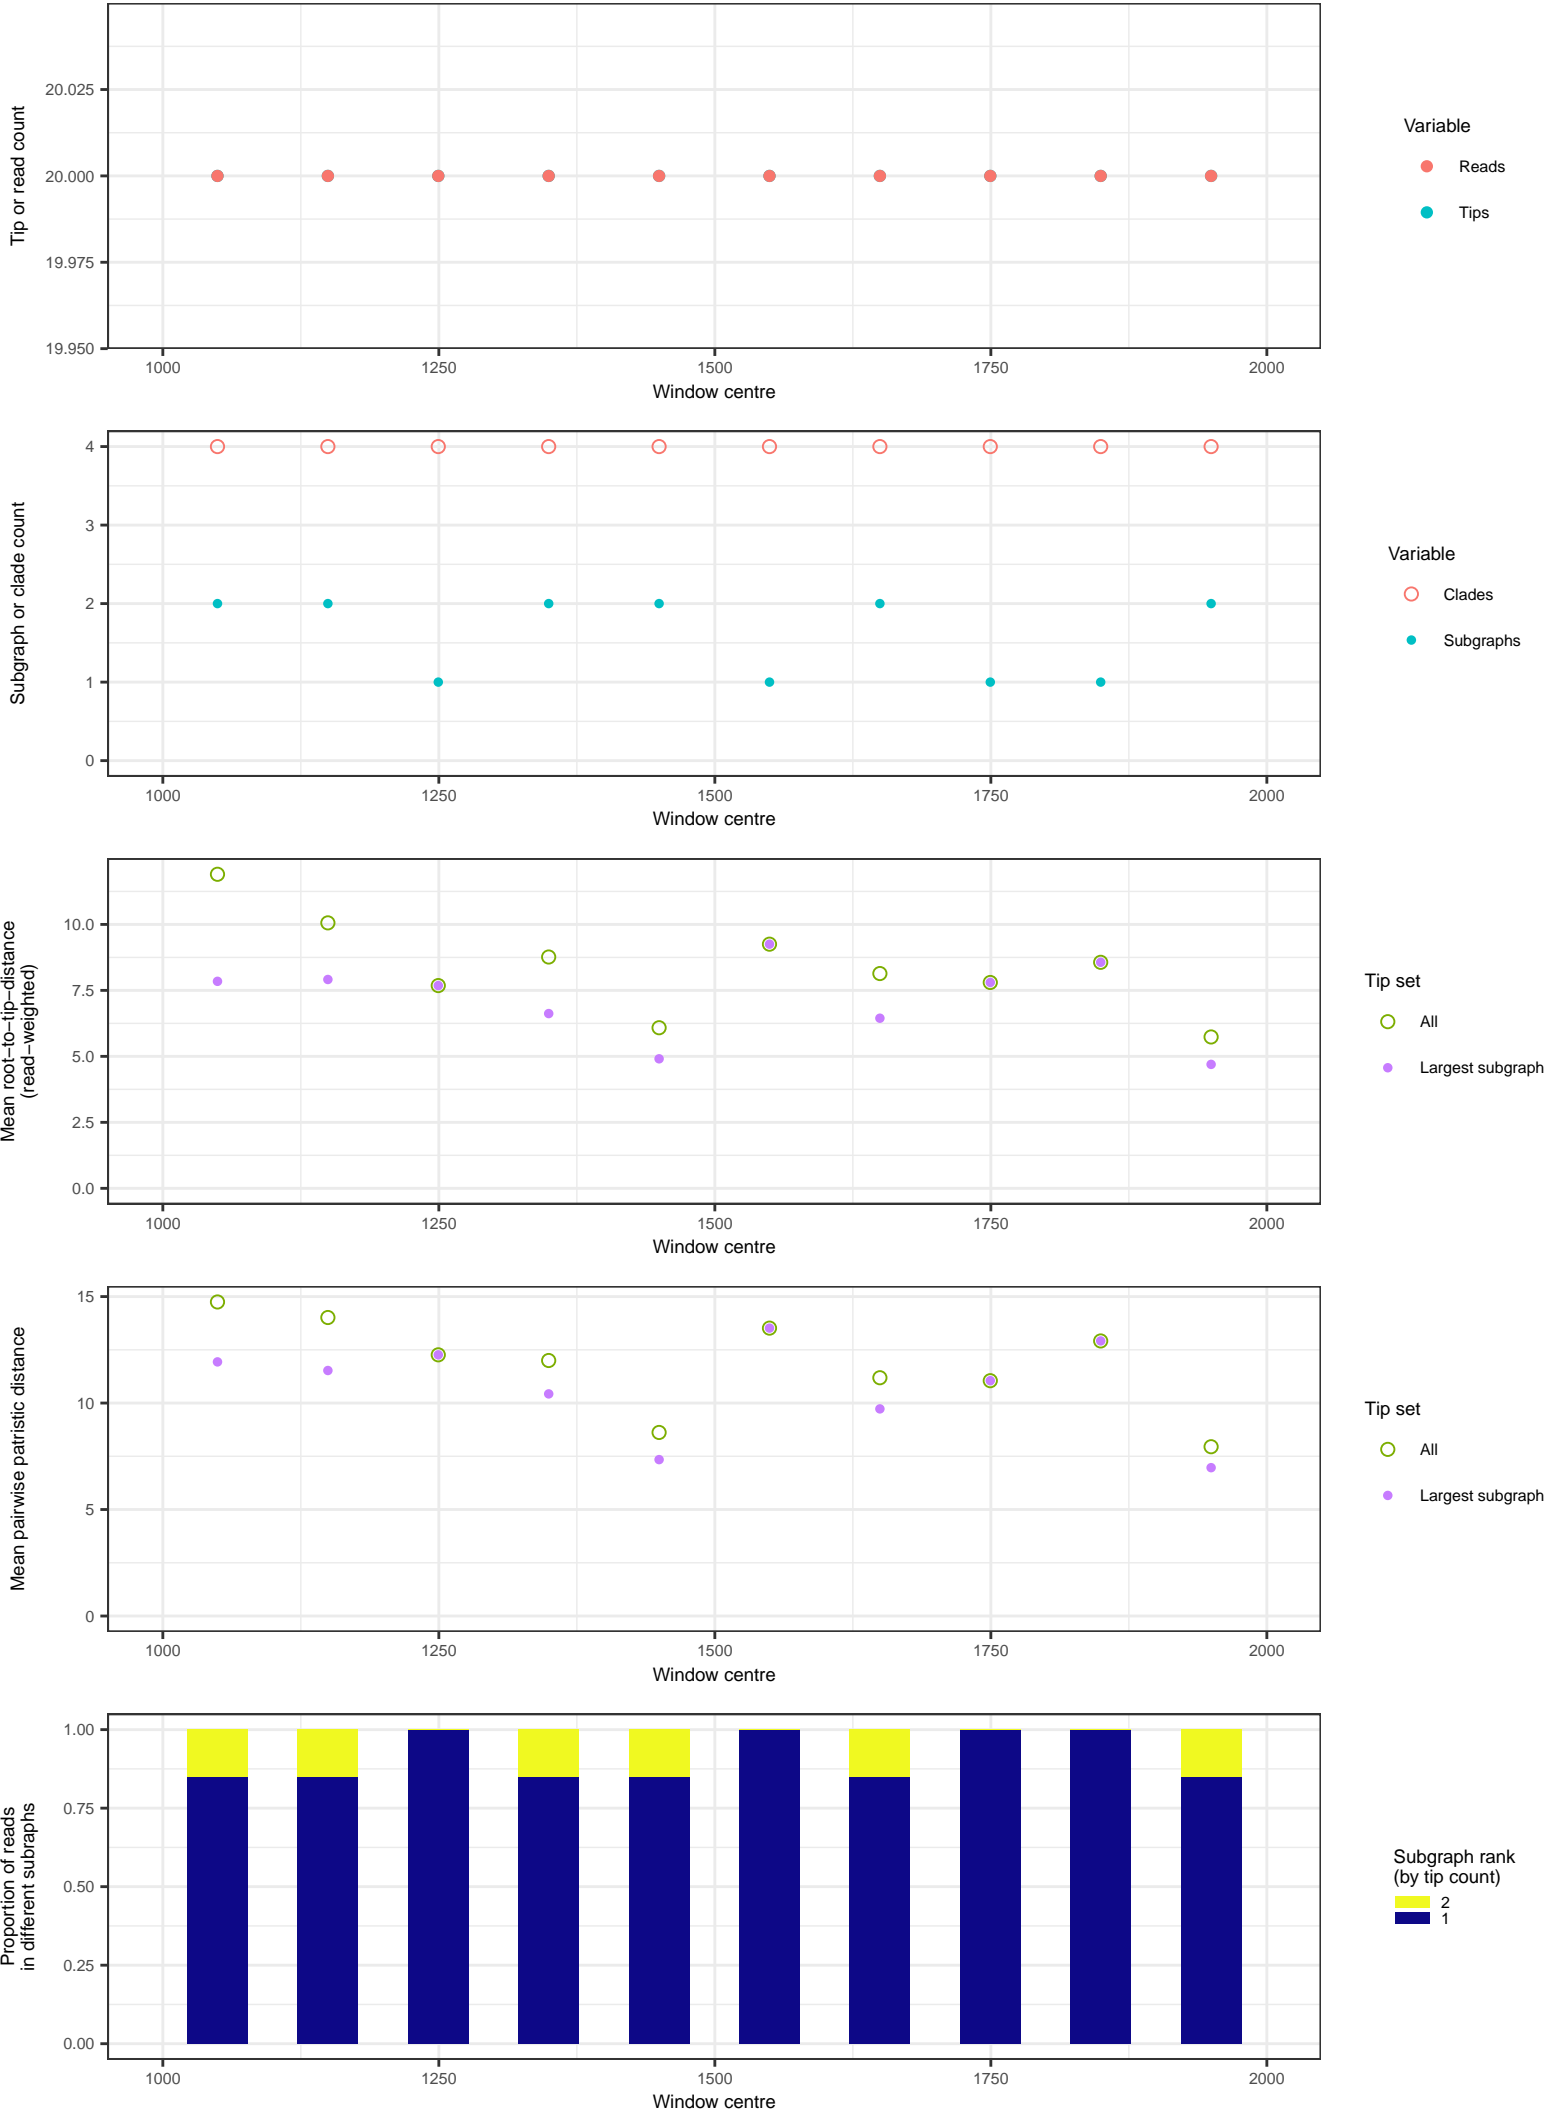 Tip or read count
20.025
20.000
19.975
19.950
1000 1250 1500 1750 2000
Window centre
Variable
Reads
Tips
Subgraph or clade count
4
3
2
1
0
1000 1250 1500 1750 2000
Window centre
Variable
Clades
Subgraphs
Mean root−to−tip−distance
(read−weighted)
10.0
7.5
5.0
2.5
0.0
1000 1250 1500 1750 2000
Window centre
Tip set
All
Largest subgraph
Mean pairwise patristic distance
15
10
5
0
1000 1250 1500 1750 2000
Window centre
Tip set
All
Largest subgraph
Proportion of reads
in different subraphs
1.00
0.75
0.50
0.25
0.00
1000 1250 1500 1750 2000
Window centre
Subgraph rank
(by tip count)
2
1